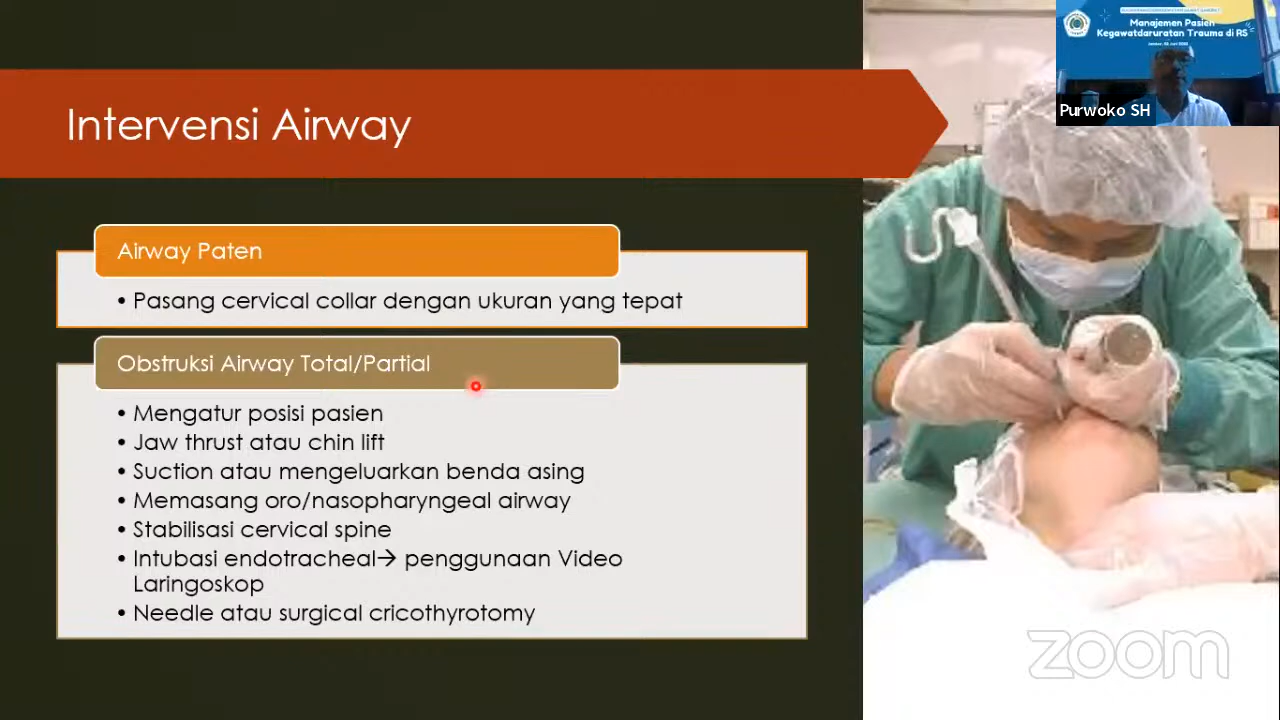 Manajemen Pasien
Kegawatdaruratan Trauma di RS
Purwoko SH
Intervensi Airway
Airway Paten
• Pasang cervical collar dengan ukuran yang tepat
Obstruksi Airway Total/Partial
• Mengatur posisi pasien
• Jaw thrust atau chin lift
• Suction atau mengeluarkan benda asing
• Memasang oro/nasopharyngeal airway
• Stabilisasi cervical spine
• Intubasi endotracheal→ penggunaan Video
Laringoskop
• Needle atau surgical cricothyrotomy
zoom